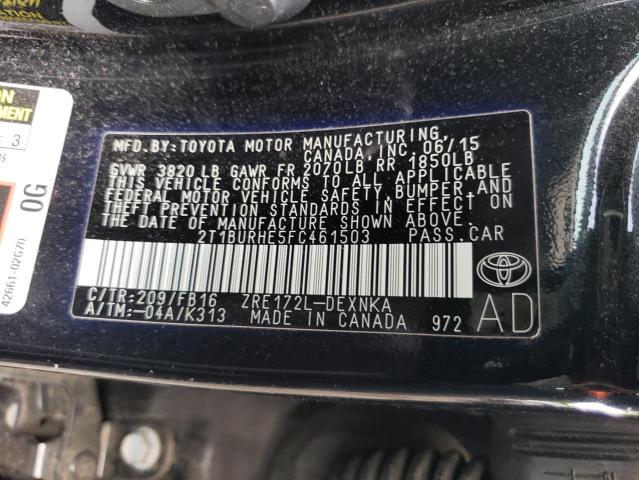 MFD.BY:TOYOTA MOTOR MANUFACTURING
CANADA, INC. 06/15
GVWR 3820 LB GAWR FR 2070LB RR 1850LB
THIS VEHICLE CONFORMS TO ALL APPLICABLE
FEDERAL MOTOR VEHICLE SAFETY, BUMPER, AND
THEFT PREVENTION STANDARDS IN EFFECT ON
THE DATE OF MANUFACTURE SHOWN ABOVE.
2T1BURHE5FC461503 PASS.CAR
C/TR:209/FB16 ZRE172L-DEXNKA
A/TM:-04A/K313 MADE IN CANADA 972
AD
0G
42661-02G70
3